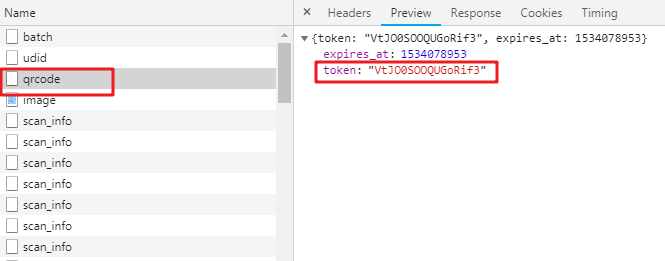 Name
batch
udid
qrcode
image
scan_info
scan_info
scan_info
scan_info
scan_info
scan_info
scan_info
× Headers Preview Response Cookies Timing
▼{token: "VtJO0SOOQUGoRif3", expires_at: 1534078953}
expires_at: 1534078953
token: "VtJO0SOOQUGoRif3"